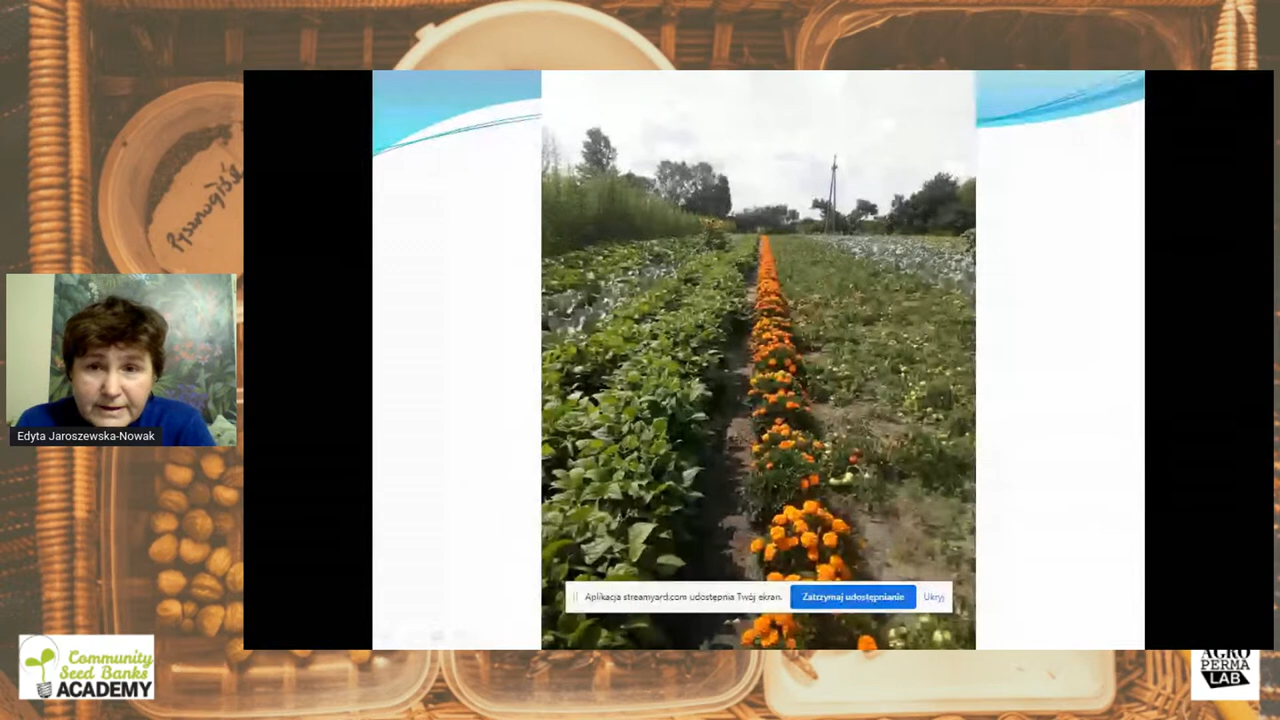 Edyta Jaroszewska-Nowak
Aplikacja streamyard.com udostępnia Twój ekran.
Zatrzymaj udostępnianie
Ukryj
Community
Seed Banks
ACADEMY
AGRO
PERMA
LAB